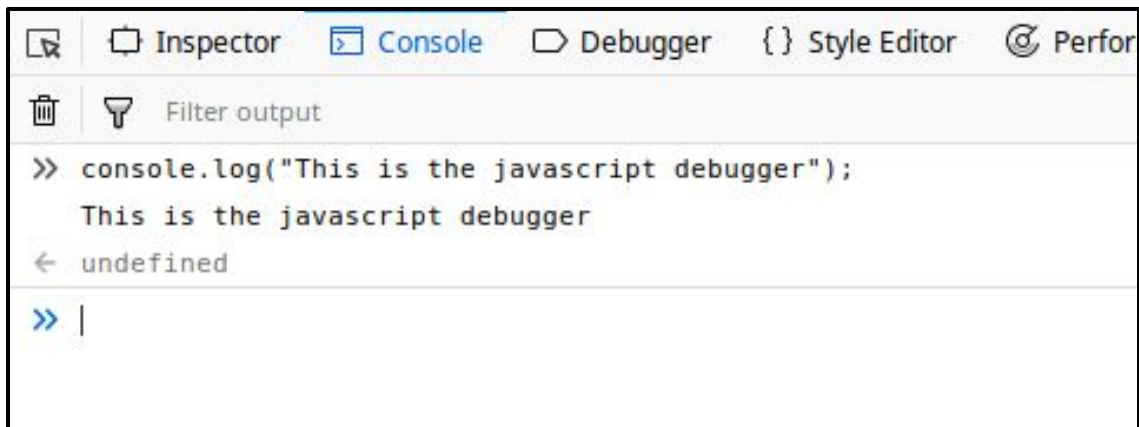 Inspector Console Debugger { } Style Editor Perfor
Filter output
>> console.log("This is the javascript debugger");
This is the javascript debugger
← undefined
>>